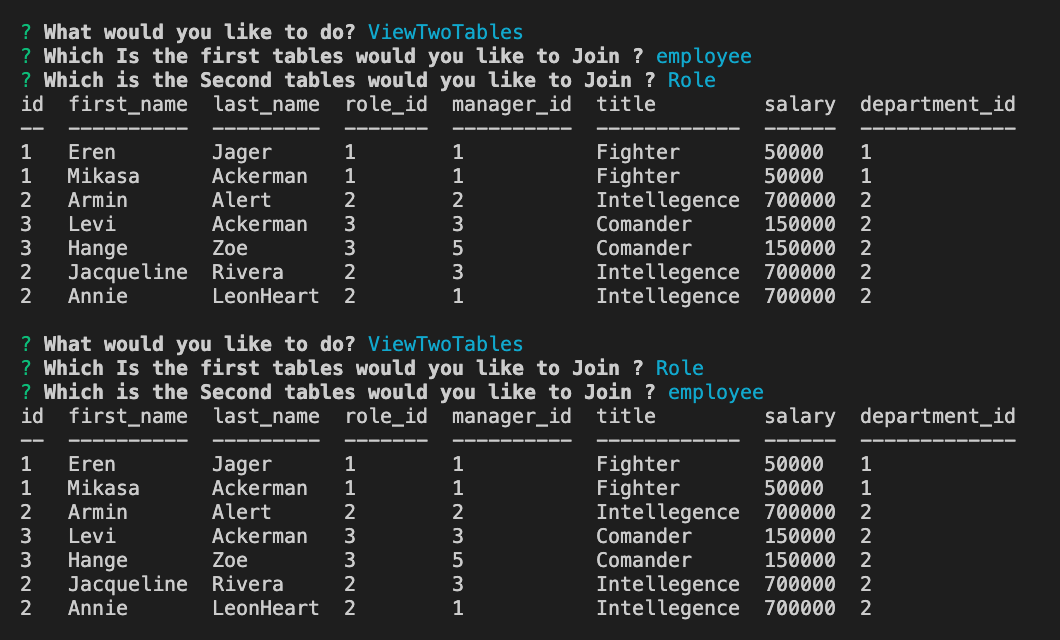 ? What would you like to do? ViewTwoTables
? Which Is the first tables would you like to Join ? employee
? Which is the Second tables would you like to Join ? Role
id  first_name  last_name  role_id  manager_id  title         salary  department_id
--  ----------  ---------  -------  ----------  ------------  ------  -------------
1   Eren        Jager      1        1           Fighter       50000   1
1   Mikasa      Ackerman   1        1           Fighter       50000   1
2   Armin       Alert      2        2           Intellegence  700000  2
3   Levi        Ackerman   3        3           Comander      150000  2
3   Hange       Zoe        3        5           Comander      150000  2
2   Jacqueline  Rivera     2        3           Intellegence  700000  2
2   Annie       LeonHeart  2        1           Intellegence  700000  2
? What would you like to do? ViewTwoTables
? Which Is the first tables would you like to Join ? Role
? Which is the Second tables would you like to Join ? employee
id  first_name  last_name  role_id  manager_id  title         salary  department_id
--  ----------  ---------  -------  ----------  ------------  ------  -------------
1   Eren        Jager      1        1           Fighter       50000   1
1   Mikasa      Ackerman   1        1           Fighter       50000   1
2   Armin       Alert      2        2           Intellegence  700000  2
3   Levi        Ackerman   3        3           Comander      150000  2
3   Hange       Zoe        3        5           Comander      150000  2
2   Jacqueline  Rivera     2        3           Intellegence  700000  2
2   Annie       LeonHeart  2        1           Intellegence  700000  2